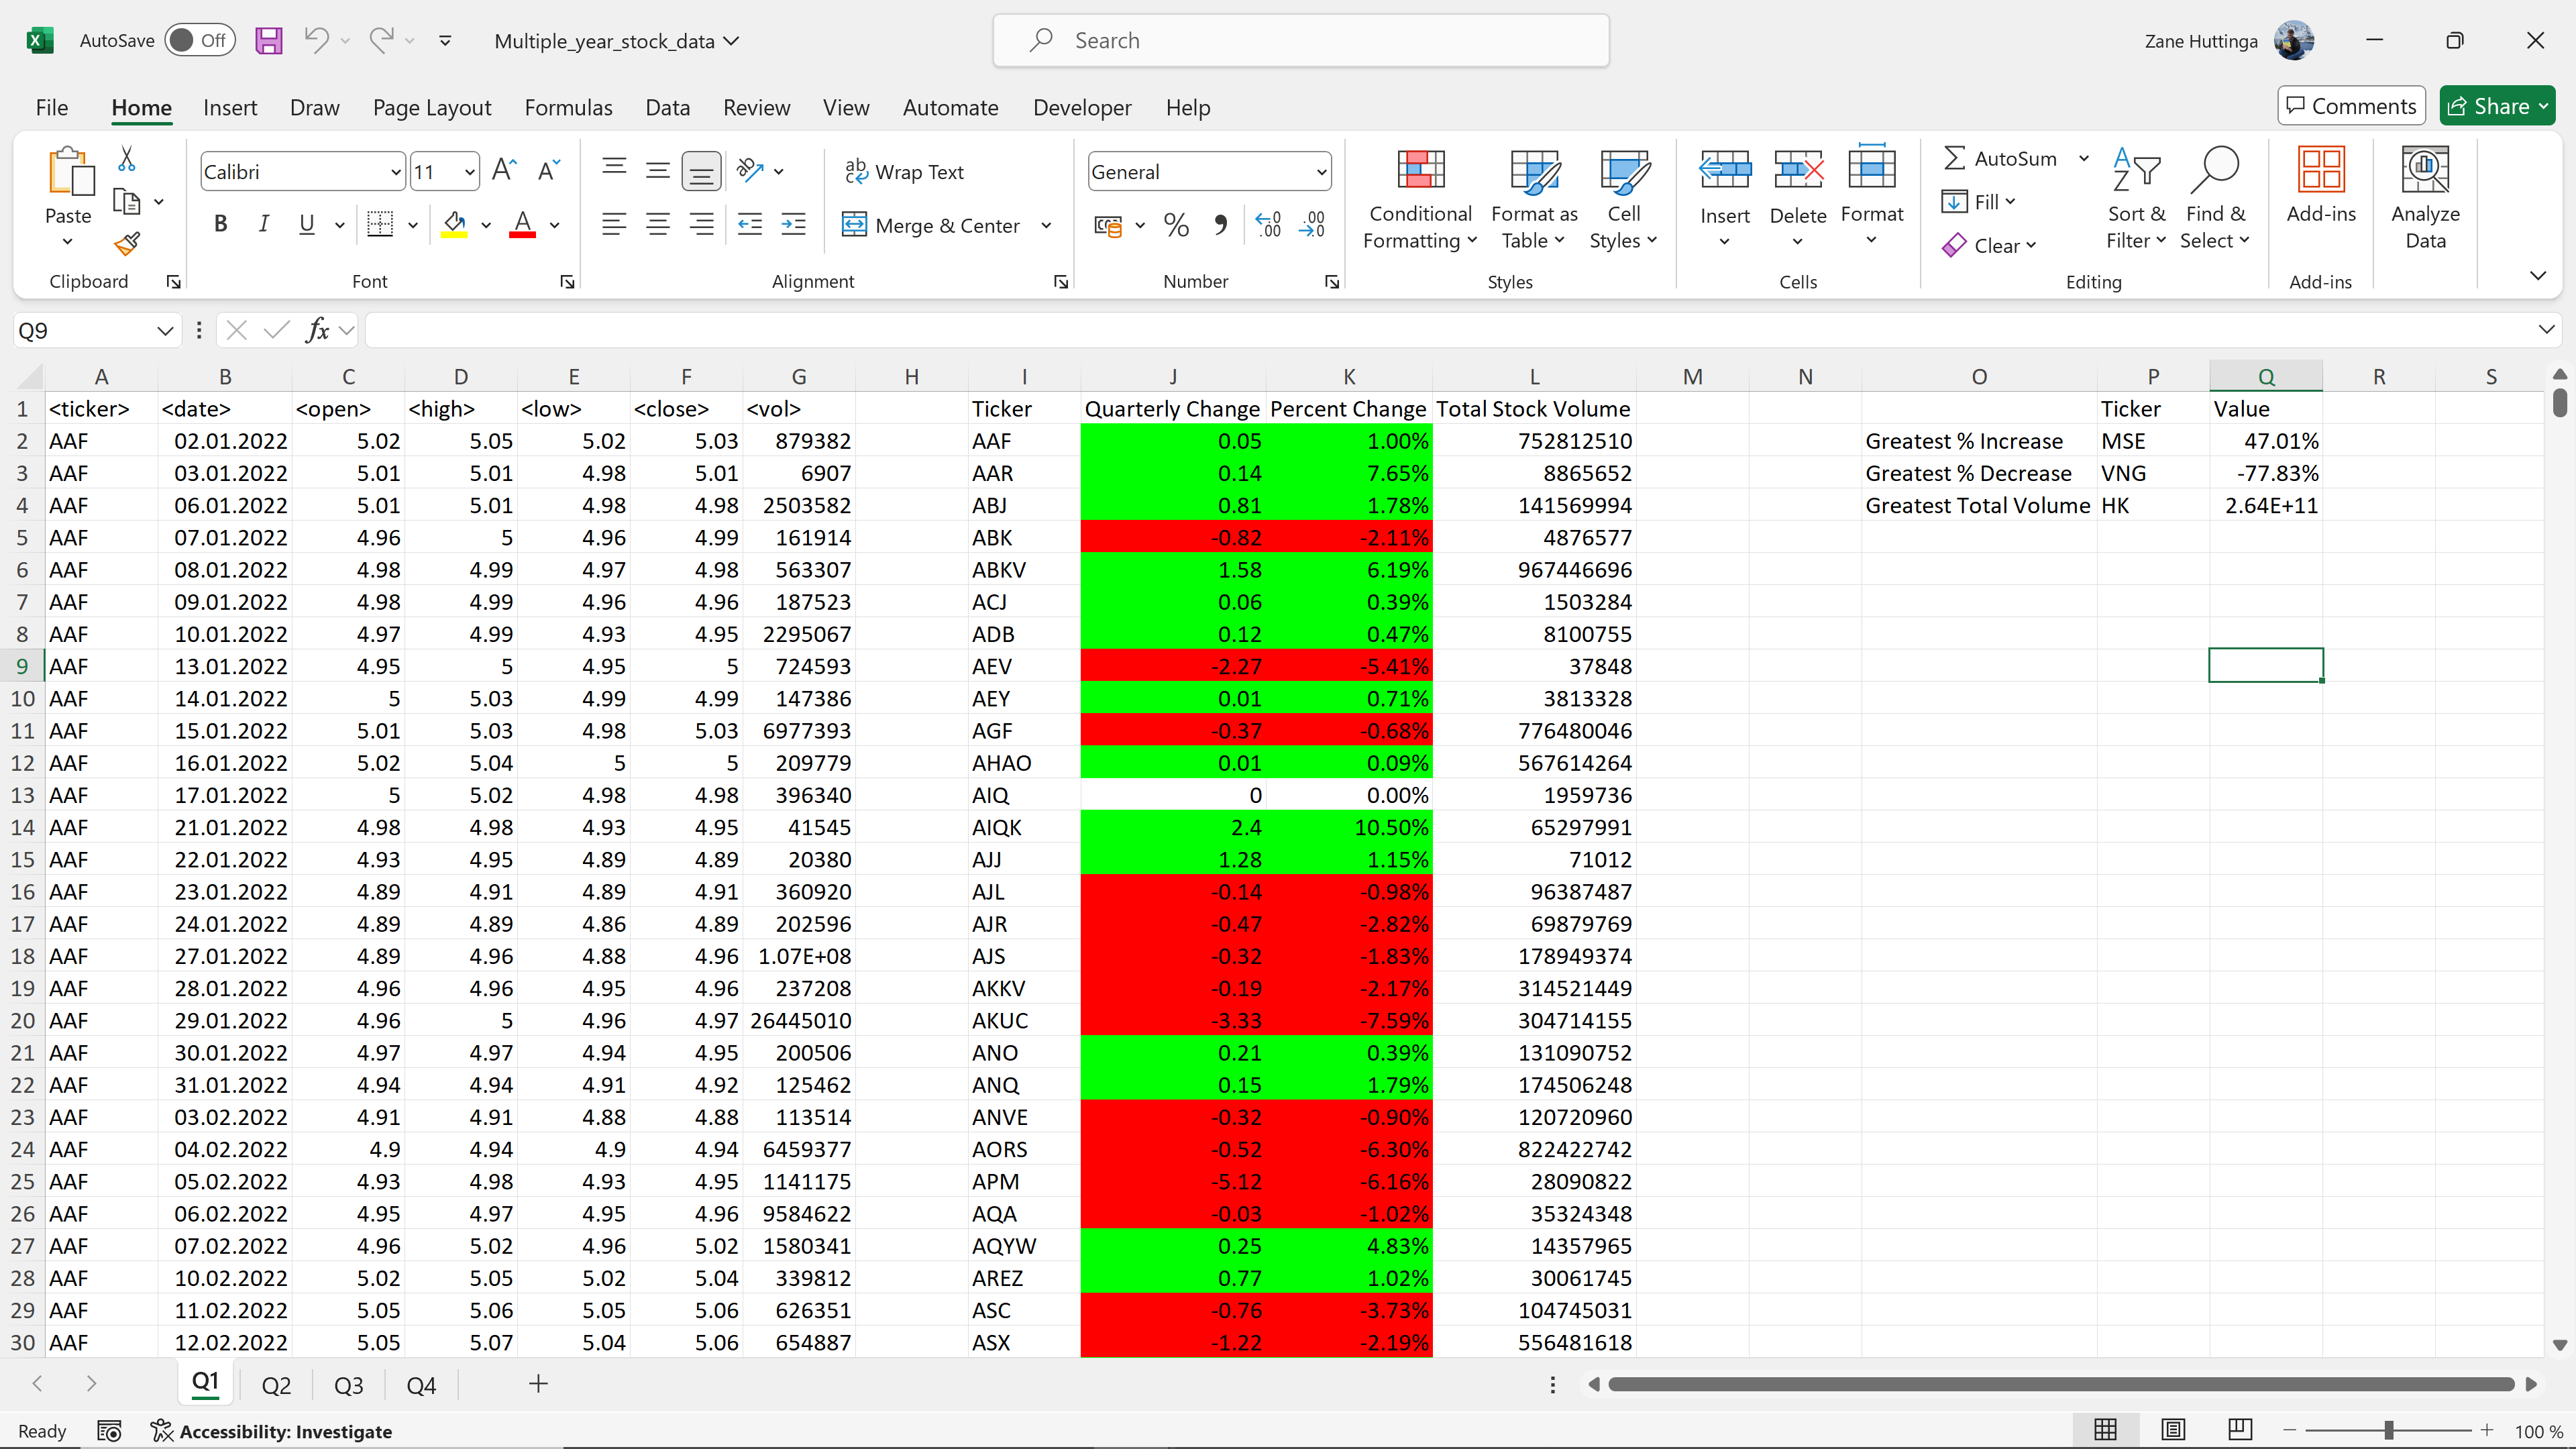 AutoSave Off Multiple_year_stock_data Search Zane Huttinga
File Home Insert Draw Page Layout Formulas Data Review View Automate Developer Help Comments Share
Paste Calibri 11 Wrap Text General Conditional Formatting Format as Table Cell Styles Insert Delete Format AutoSum Fill Clear Sort & Filter Find & Select Add-ins Analyze Data
B I U Merge & Center
Clipboard Font Alignment Number Styles Cells Editing Add-ins
Q9 fx
A B C D E F G H I J K L M N O P Q R S
1 <ticker> <date> <open> <high> <low> <close> <vol> Ticker Quarterly Change Percent Change Total Stock Volume Ticker Value
2 AAF 02.01.2022 5.02 5.05 5.02 5.03 879382 AAF 0.05 1.00% 752812510 Greatest % Increase MSE 47.01%
3 AAF 03.01.2022 5.01 5.01 4.98 5.01 6907 AAR 0.14 7.65% 8865652 Greatest % Decrease VNG -77.83%
4 AAF 06.01.2022 5.01 5.01 4.98 4.98 2503582 ABJ 0.81 1.78% 141569994 Greatest Total Volume HK 2.64E+11
5 AAF 07.01.2022 4.96 5 4.96 4.99 161914 ABK -0.82 -2.11% 4876577
6 AAF 08.01.2022 4.98 4.99 4.97 4.98 563307 ABKV 1.58 6.19% 967446696
7 AAF 09.01.2022 4.98 4.99 4.96 4.96 187523 ACJ 0.06 0.39% 1503284
8 AAF 10.01.2022 4.97 4.99 4.93 4.95 2295067 ADB 0.12 0.47% 8100755
9 AAF 13.01.2022 4.95 5 4.95 5 724593 AEV -2.27 -5.41% 37848
10 AAF 14.01.2022 5 5.03 4.99 4.99 147386 AEY 0.01 0.71% 3813328
11 AAF 15.01.2022 5.01 5.03 4.98 5.03 6977393 AGF -0.37 -0.68% 776480046
12 AAF 16.01.2022 5.02 5.04 5 5 209779 AHAO 0.01 0.09% 567614264
13 AAF 17.01.2022 5 5.02 4.98 4.98 396340 AIQ 0 0.00% 1959736
14 AAF 21.01.2022 4.98 4.98 4.93 4.95 41545 AIQK 2.4 10.50% 65297991
15 AAF 22.01.2022 4.93 4.95 4.89 4.89 20380 AJJ 1.28 1.15% 71012
16 AAF 23.01.2022 4.89 4.91 4.89 4.91 360920 AJL -0.14 -0.98% 96387487
17 AAF 24.01.2022 4.89 4.89 4.86 4.89 202596 AJR -0.47 -2.82% 69879769
18 AAF 27.01.2022 4.89 4.96 4.88 4.96 1.07E+08 AJS -0.32 -1.83% 178949374
19 AAF 28.01.2022 4.96 4.96 4.95 4.96 237208 AKKV -0.19 -2.17% 314521449
20 AAF 29.01.2022 4.96 5 4.96 4.97 26445010 AKUC -3.33 -7.59% 304714155
21 AAF 30.01.2022 4.97 4.97 4.94 4.95 200506 ANO 0.21 0.39% 131090752
22 AAF 31.01.2022 4.94 4.94 4.91 4.92 125462 ANQ 0.15 1.79% 174506248
23 AAF 03.02.2022 4.91 4.91 4.88 4.88 113514 ANVE -0.32 -0.90% 120720960
24 AAF 04.02.2022 4.9 4.94 4.9 4.94 6459377 AORS -0.52 -6.30% 822422742
25 AAF 05.02.2022 4.93 4.98 4.93 4.95 1141175 APM -5.12 -6.16% 28090822
26 AAF 06.02.2022 4.95 4.97 4.95 4.96 9584622 AQA -0.03 -1.02% 35324348
27 AAF 07.02.2022 4.96 5.02 4.96 5.02 1580341 AQYW 0.25 4.83% 14357965
28 AAF 10.02.2022 5.02 5.05 5.02 5.04 339812 AREZ 0.77 1.02% 30061745
29 AAF 11.02.2022 5.05 5.06 5.05 5.06 626351 ASC -0.76 -3.73% 104745031
30 AAF 12.02.2022 5.05 5.07 5.04 5.06 654887 ASX -1.22 -2.19% 556481618
Q1 Q2 Q3 Q4
Ready Accessibility: Investigate 100 %